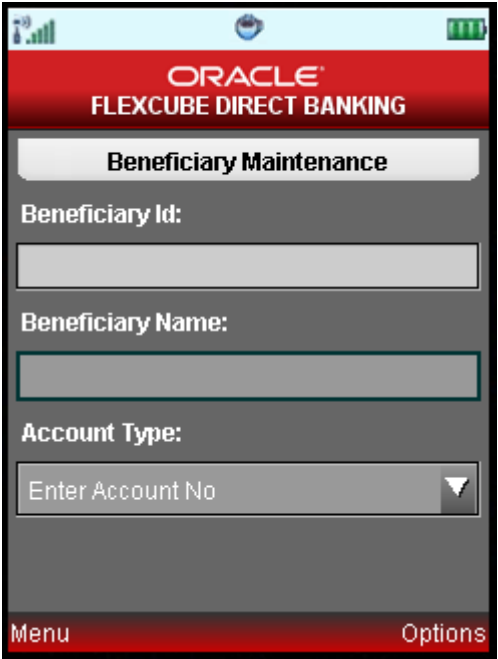 ORACLE
FLEXCUBE DIRECT BANKING
Beneficiary Maintenance
Beneficiary Id:
Beneficiary Name:
Account Type:
Enter Account No
Menu Options